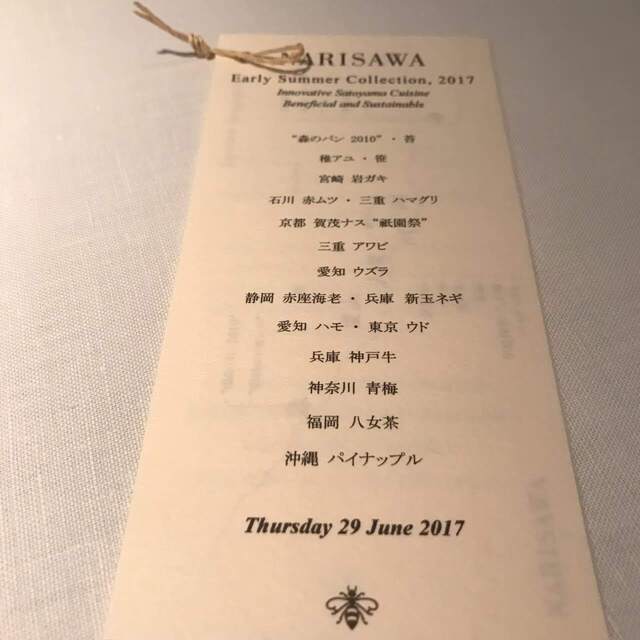 NARISAWA
Early Summer Collection, 2017
Innovative Satoyama Cuisine
Beneficial and Sustainable
“森のパン 2010”・苔
稚アユ・笹
宮崎 岩ガキ
石川 赤ムツ・三重 ハマグリ
京都 賀茂ナス “祇園祭”
三重 アワビ
愛知 ウズラ
静岡 赤座海老・兵庫 新玉ネギ
愛知 ハモ・東京 ウド
兵庫 神戸牛
神奈川 青梅
福岡 八女茶
沖縄 パイナップル
Thursday 29 June 2017